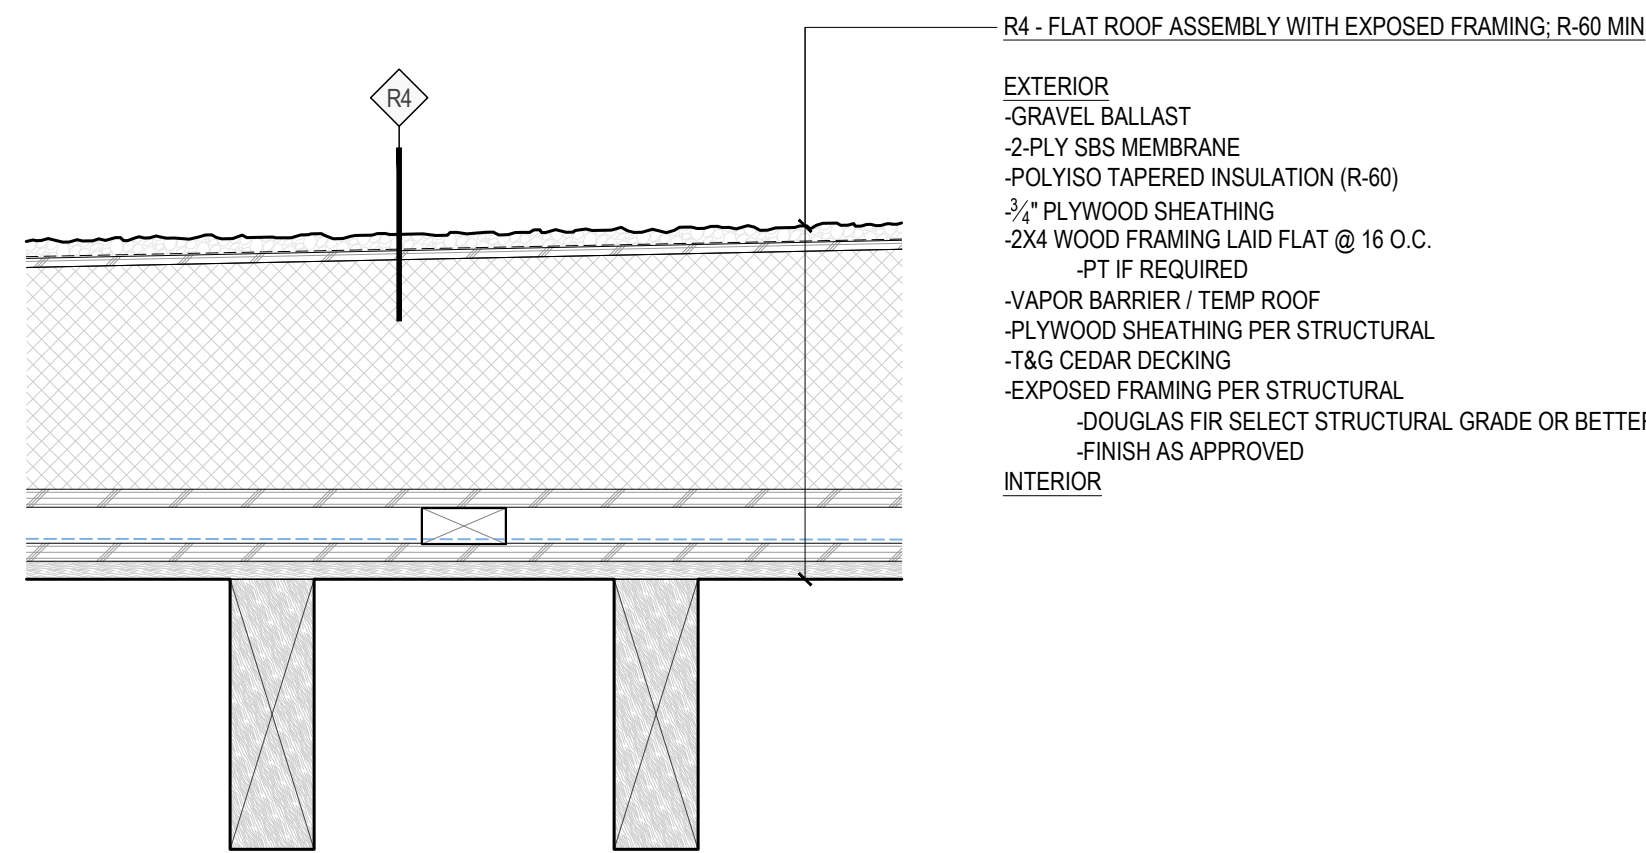 R4 - FLAT ROOF ASSEMBLY WITH EXPOSED FRAMING; R-60 MIN
R4
EXTERIOR
-GRAVEL BALLAST
-2-PLY SBS MEMBRANE
-POLYISO TAPERED INSULATION (R-60)
-3⁄4" PLYWOOD SHEATHING
-2X4 WOOD FRAMING LAID FLAT @ 16 O.C.
-PT IF REQUIRED
-VAPOR BARRIER / TEMP ROOF
-PLYWOOD SHEATHING PER STRUCTURAL
-T&G CEDAR DECKING
-EXPOSED FRAMING PER STRUCTURAL
-DOUGLAS FIR SELECT STRUCTURAL GRADE OR BETTER
-FINISH AS APPROVED
INTERIOR